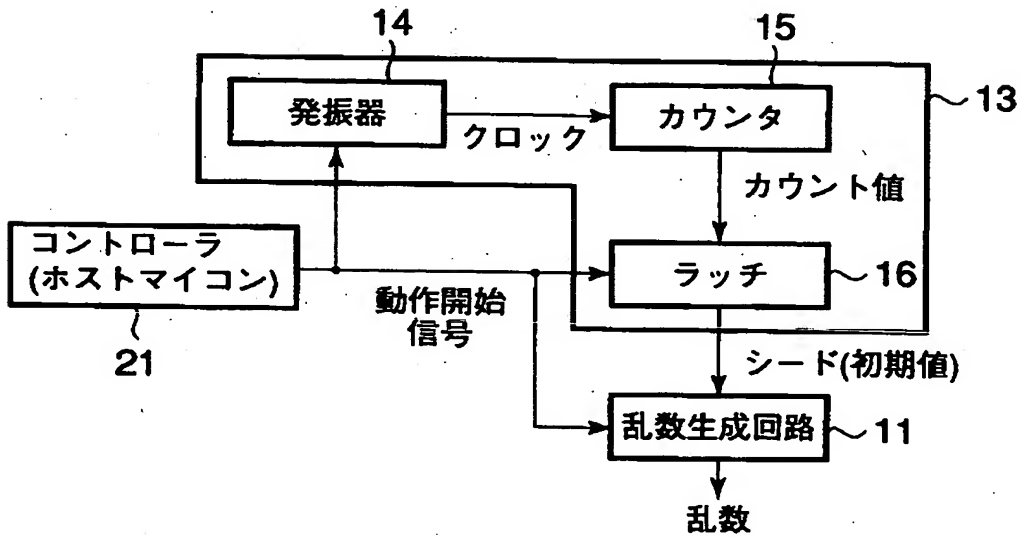 14
15
発振器
クロック
カウンタ
13
カウント値
コントローラ
(ホストマイコン)
21
動作開始
信号
ラッチ
16
シード(初期値)
乱数生成回路
11
乱数